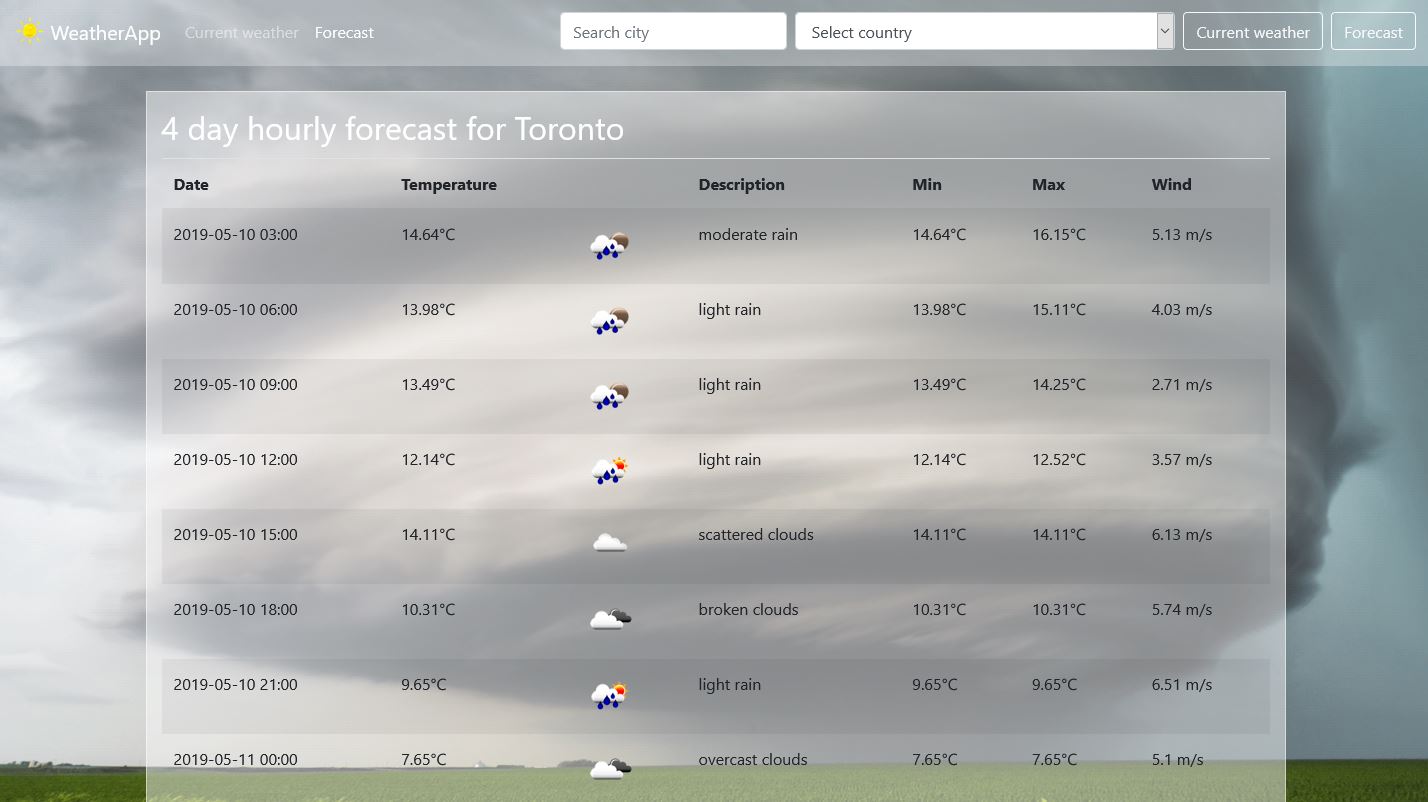 WeatherApp Current weather Forecast Search city Select country Current weather Forecast
4 day hourly forecast for Toronto
Date Temperature Description Min Max Wind
2019-05-10 03:00 14.64°C moderate rain 14.64°C 16.15°C 5.13 m/s
2019-05-10 06:00 13.98°C light rain 13.98°C 15.11°C 4.03 m/s
2019-05-10 09:00 13.49°C light rain 13.49°C 14.25°C 2.71 m/s
2019-05-10 12:00 12.14°C light rain 12.14°C 12.52°C 3.57 m/s
2019-05-10 15:00 14.11°C scattered clouds 14.11°C 14.11°C 6.13 m/s
2019-05-10 18:00 10.31°C broken clouds 10.31°C 10.31°C 5.74 m/s
2019-05-10 21:00 9.65°C light rain 9.65°C 9.65°C 6.51 m/s
2019-05-11 00:00 7.65°C overcast clouds 7.65°C 7.65°C 5.1 m/s